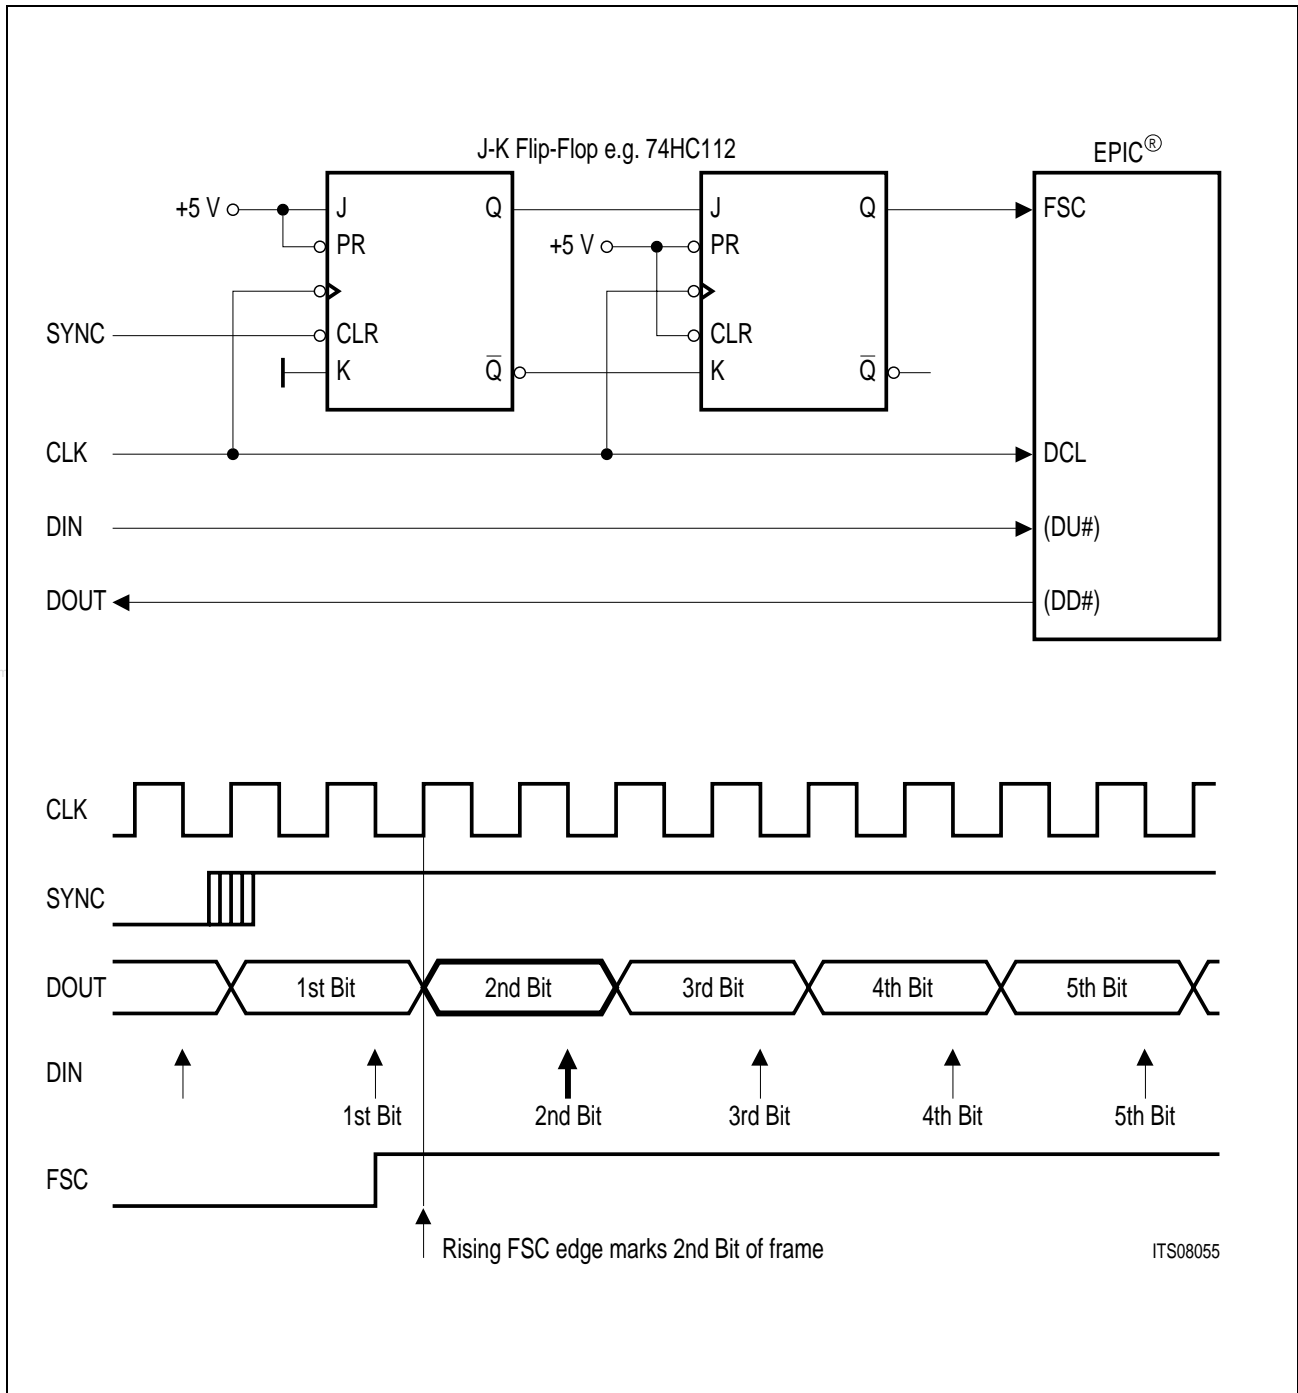 J-K Flip-Flop e.g. 74HC112
EPIC®
+5 V
J
Q
J
Q
FSC
PR
+5 V
PR
SYNC
CLR
CLR
K
Q̅
K
Q̅
CLK
DCL
DIN
(DU#)
DOUT
(DD#)
CLK
SYNC
DOUT
1st Bit
2nd Bit
3rd Bit
4th Bit
5th Bit
DIN
1st Bit
2nd Bit
3rd Bit
4th Bit
5th Bit
FSC
Rising FSC edge marks 2nd Bit of frame
ITS08055